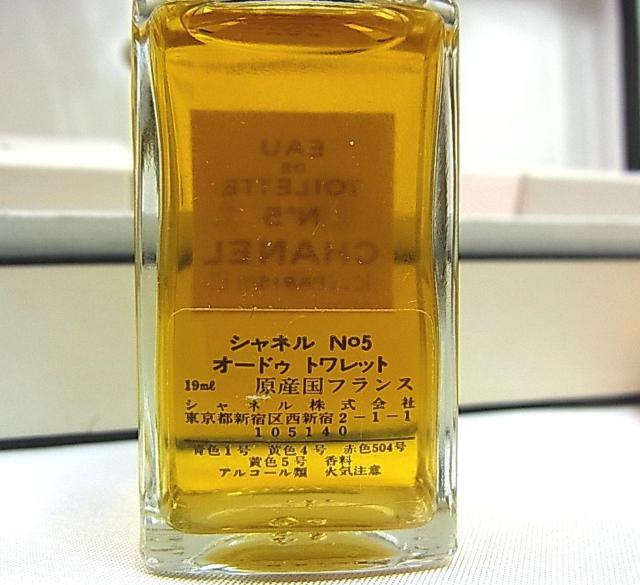 EAU
DE
TOILETTE
N°5
CHANEL
PARIS
シャネル No5
オードゥ トワレット
19ml 原産国フランス
シャネル株式会社
東京都新宿区西新宿2-1-1
105140
青色1号 黄色4号 赤色504号
黄色5号 香料
アルコール類 火気注意